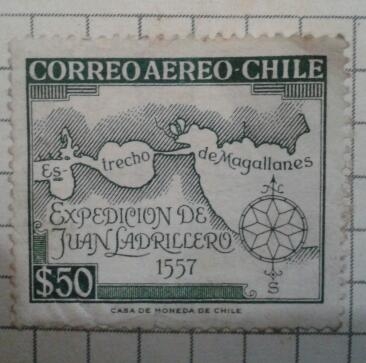 CORREO AEREO-CHILE
Es-
trecho
de Magallanes
EXPEDICION DE
JUAN LADRILLERO
1557
$50
S
CASA DE MONEDA DE CHILE